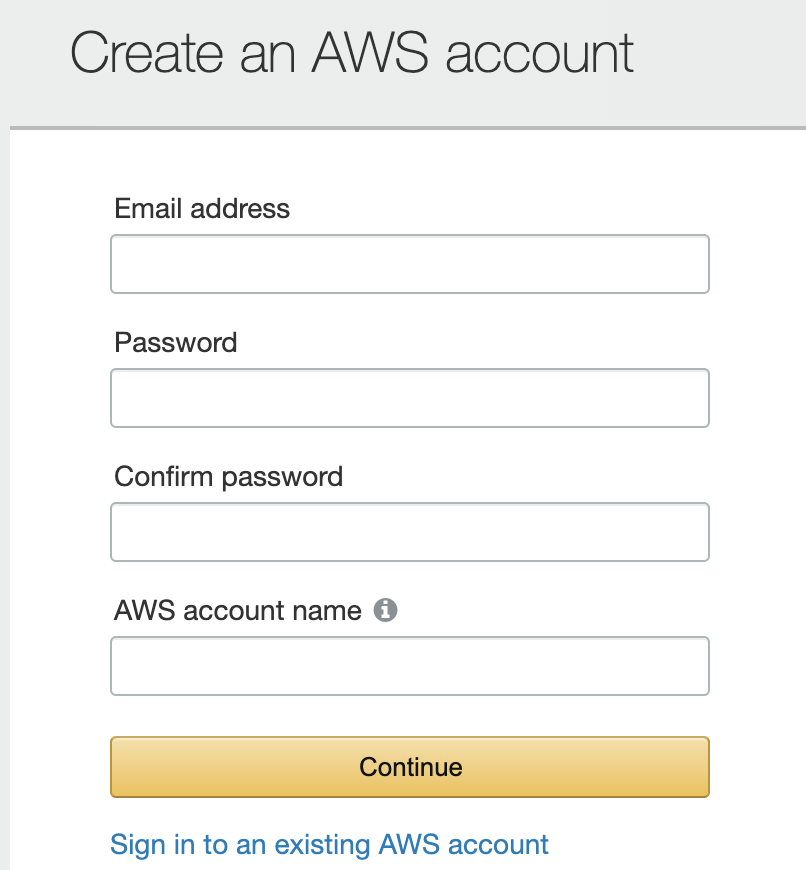 Create an AWS account
Email address
Password
Confirm password
AWS account name
Continue
Sign in to an existing AWS account